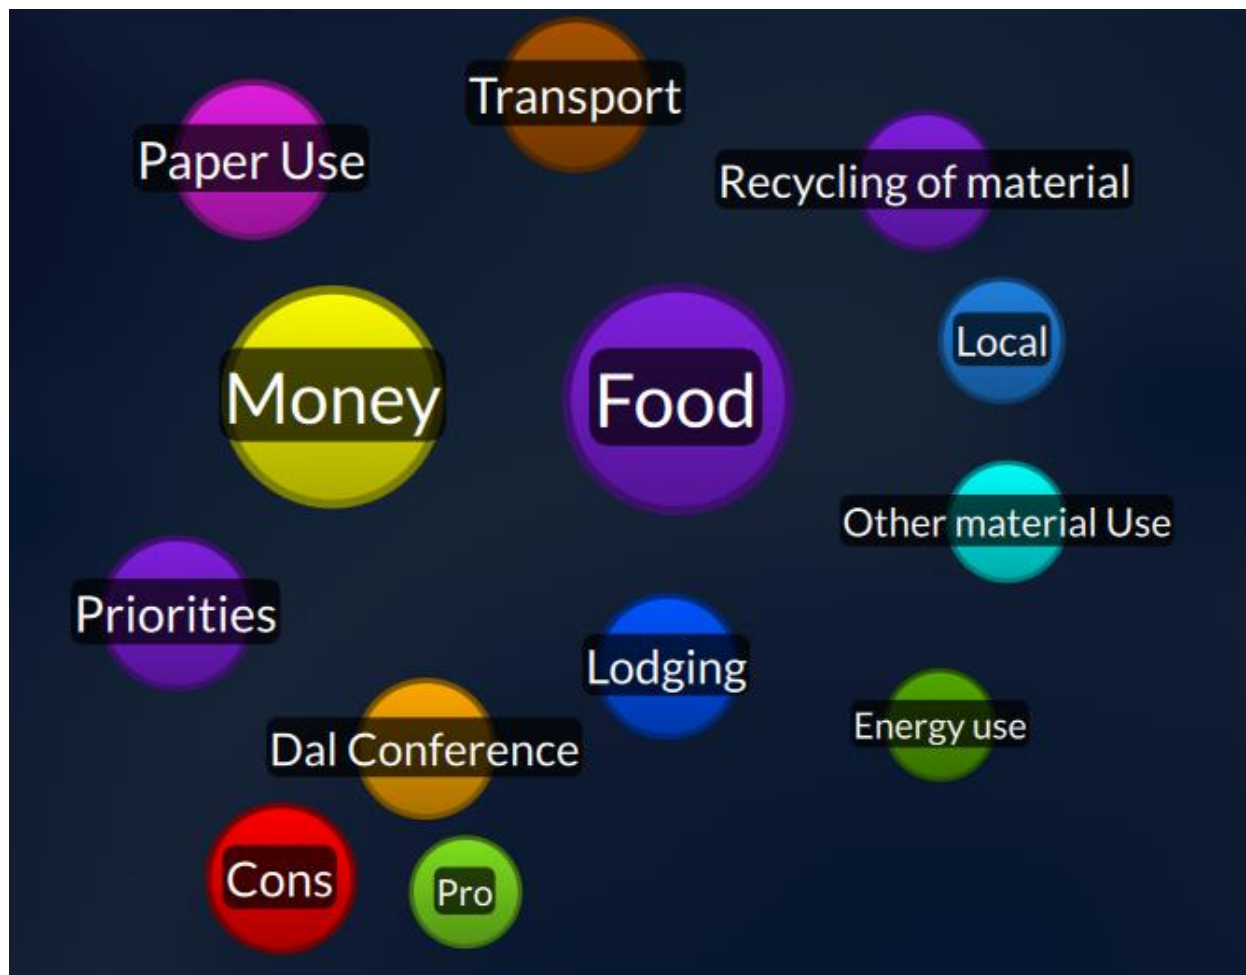 Transport
Paper Use
Recycling of material
Local
Money
Food
Other material Use
Priorities
Lodging
Energy use
Dal Conference
Cons
Pro